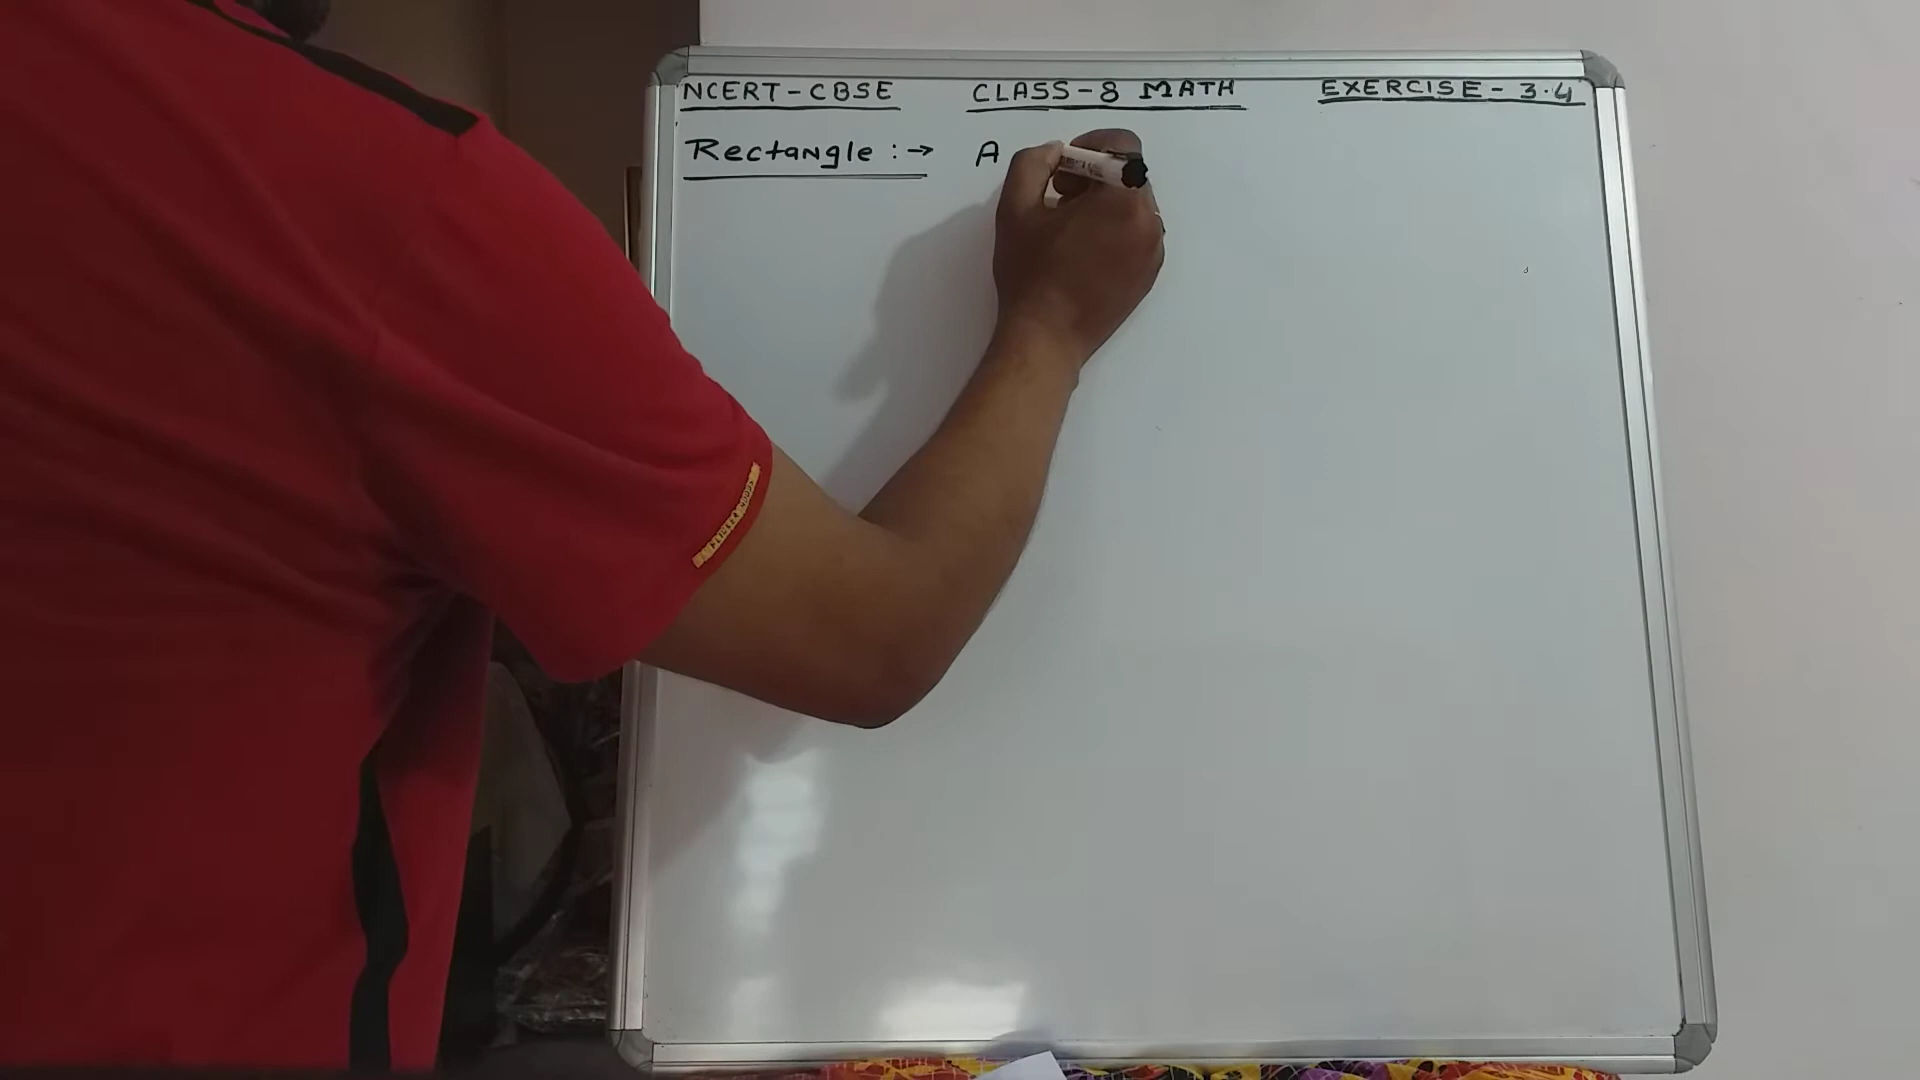 NCERT-CBSE CLASS-8 MATH EXERCISE-3.4
Rectangle :→ A